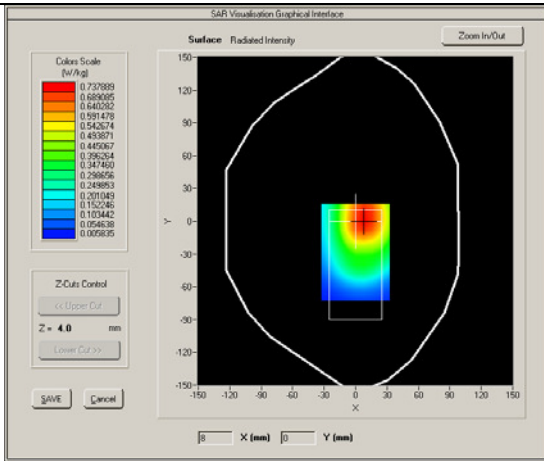 SAR Visualisation Graphical Interface
Surface Radiated Intensity
Zoom In/Out
Colors Scale
(W/kg)
0.737889
0.689085
0.640282
0.591478
0.542674
0.493871
0.445067
0.396264
0.347460
0.298656
0.249853
0.201049
0.152246
0.103442
0.054638
0.005835
150
120
90
60
30
0
-30
-60
-90
-120
-150
Y
-150 -120 -90 -60 -30 0 30 60 90 120 150
X
Z-Cuts Control
<< Upper Cut
Z = 4.0 mm
Lower Cut >>
SAVE Cancel
8 X (mm) 0 Y (mm)